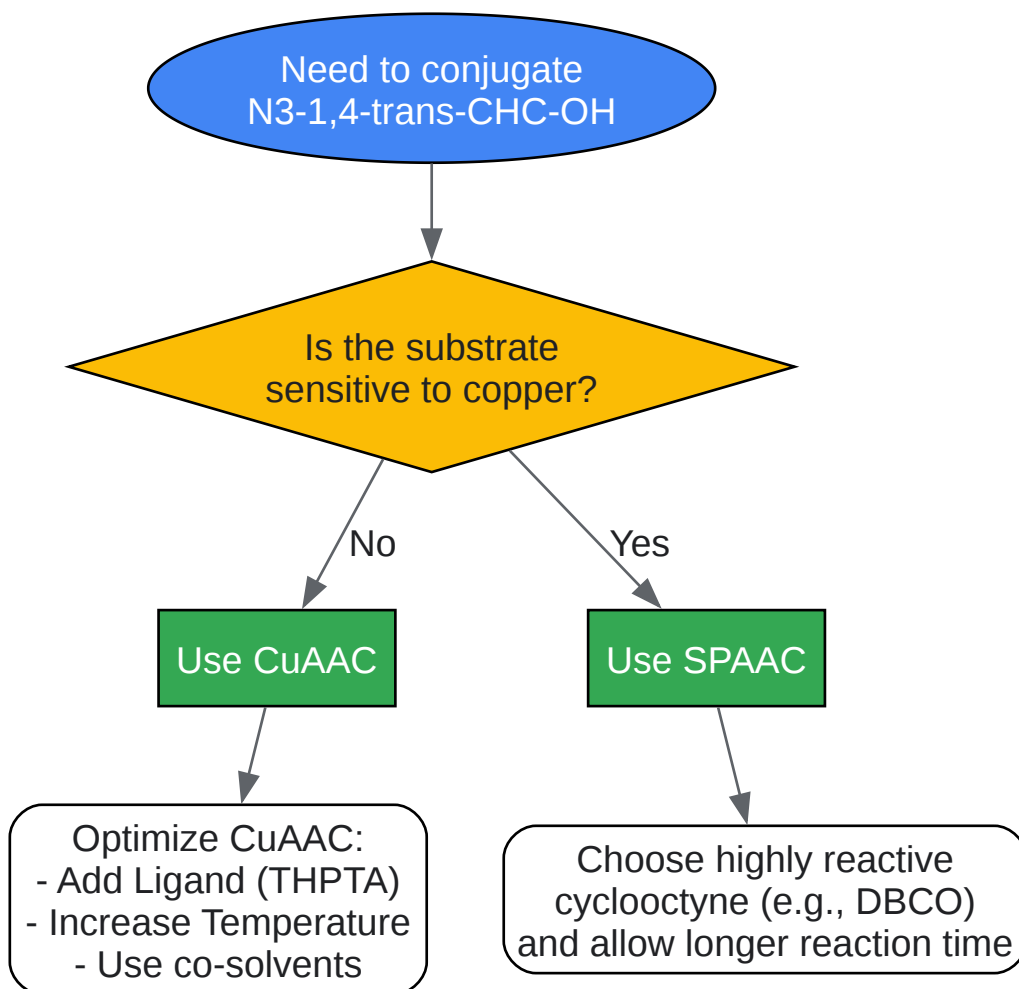 Need to conjugate
N3-1,4-trans-CHC-OH
Is the substrate
sensitive to copper?
No
Yes
Use CuAAC
Use SPAAC
Optimize CuAAC:
- Add Ligand (THPTA)
- Increase Temperature
- Use co-solvents
Choose highly reactive
cyclooctyne (e.g., DBCO)
and allow longer reaction time